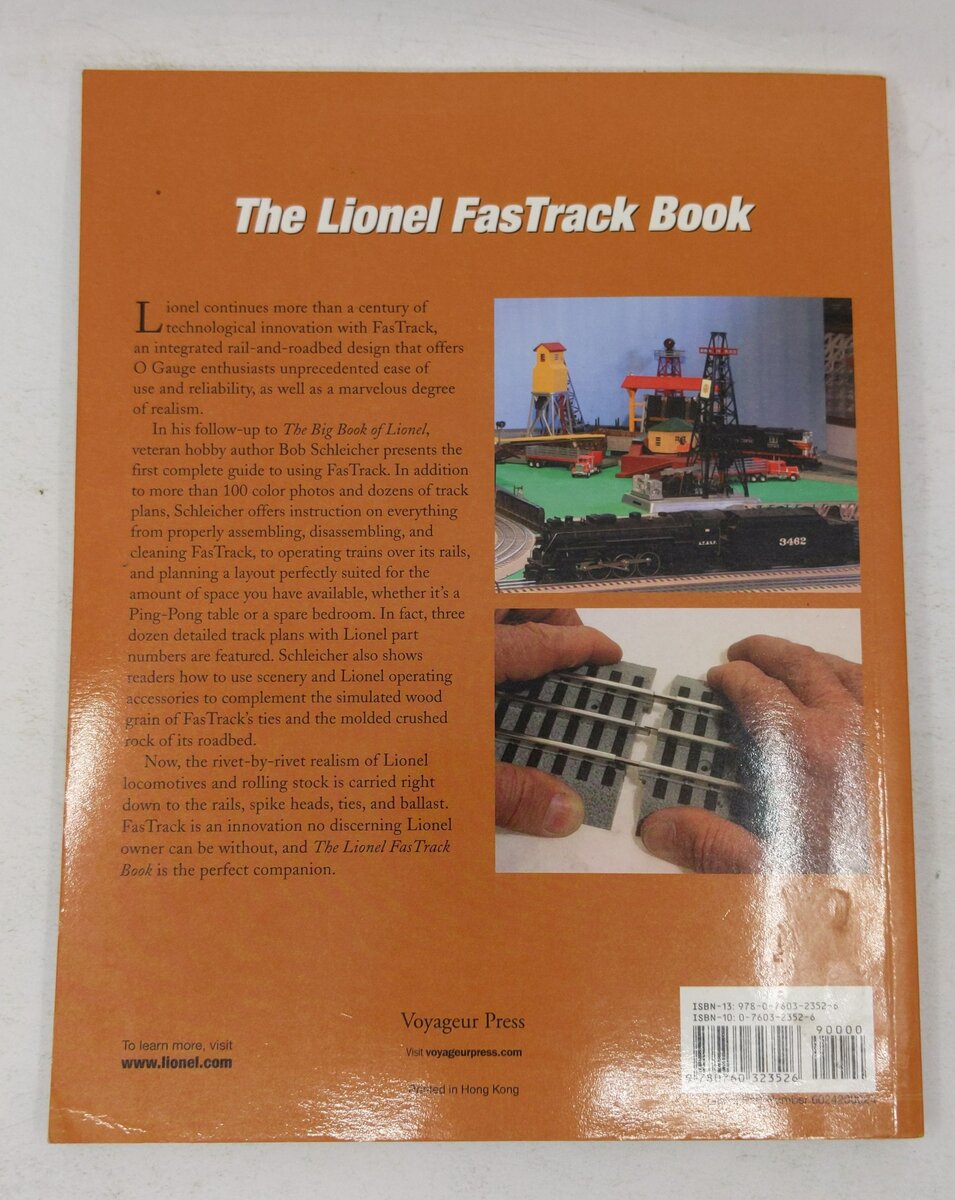 The Lionel FasTrack Book
Lionel continues more than a century of
technological innovation with FasTrack,
an integrated rail-and-roadbed design that offers
O Gauge enthusiasts unprecedented ease of
use and reliability, as well as a marvelous degree
of realism.
In his follow-up to The Big Book of Lionel,
veteran hobby author Bob Schleicher presents the
first complete guide to using FasTrack. In addition
to more than 100 color photos and dozens of track
plans, Schleicher offers instruction on everything
from properly assembling, disassembling, and
cleaning FasTrack, to operating trains over its rails,
and planning a layout perfectly suited for the
amount of space you have available, whether it's a
Ping-Pong table or a spare bedroom. In fact, three
dozen detailed track plans with Lionel part
numbers are featured. Schleicher also shows
readers how to use scenery and Lionel operating
accessories to complement the simulated wood
grain of FasTrack's ties and the molded crushed
rock of its roadbed.
Now, the rivet-by-rivet realism of Lionel
locomotives and rolling stock is carried right
down to the rails, spike heads, ties, and ballast.
FasTrack is an innovation no discerning Lionel
owner can be without, and The Lionel FasTrack
Book is the perfect companion.
3462
To learn more, visit
www.lionel.com
Voyageur Press
Visit voyageurpress.com
Printed in Hong Kong
ISBN-13: 978-0-7603-2352-6
ISBN-10: 0-7603-2352-6
90000
9 780760 323526